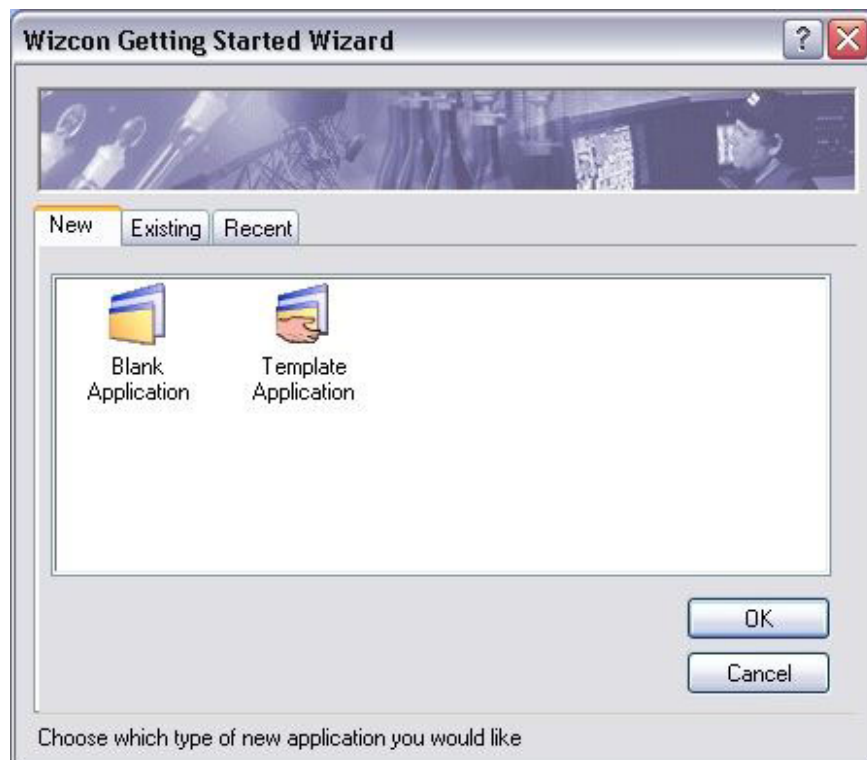 Wizcon Getting Started Wizard
?
New
Existing
Recent
Blank
Application
Template
Application
OK
Cancel
Choose which type of new application you would like